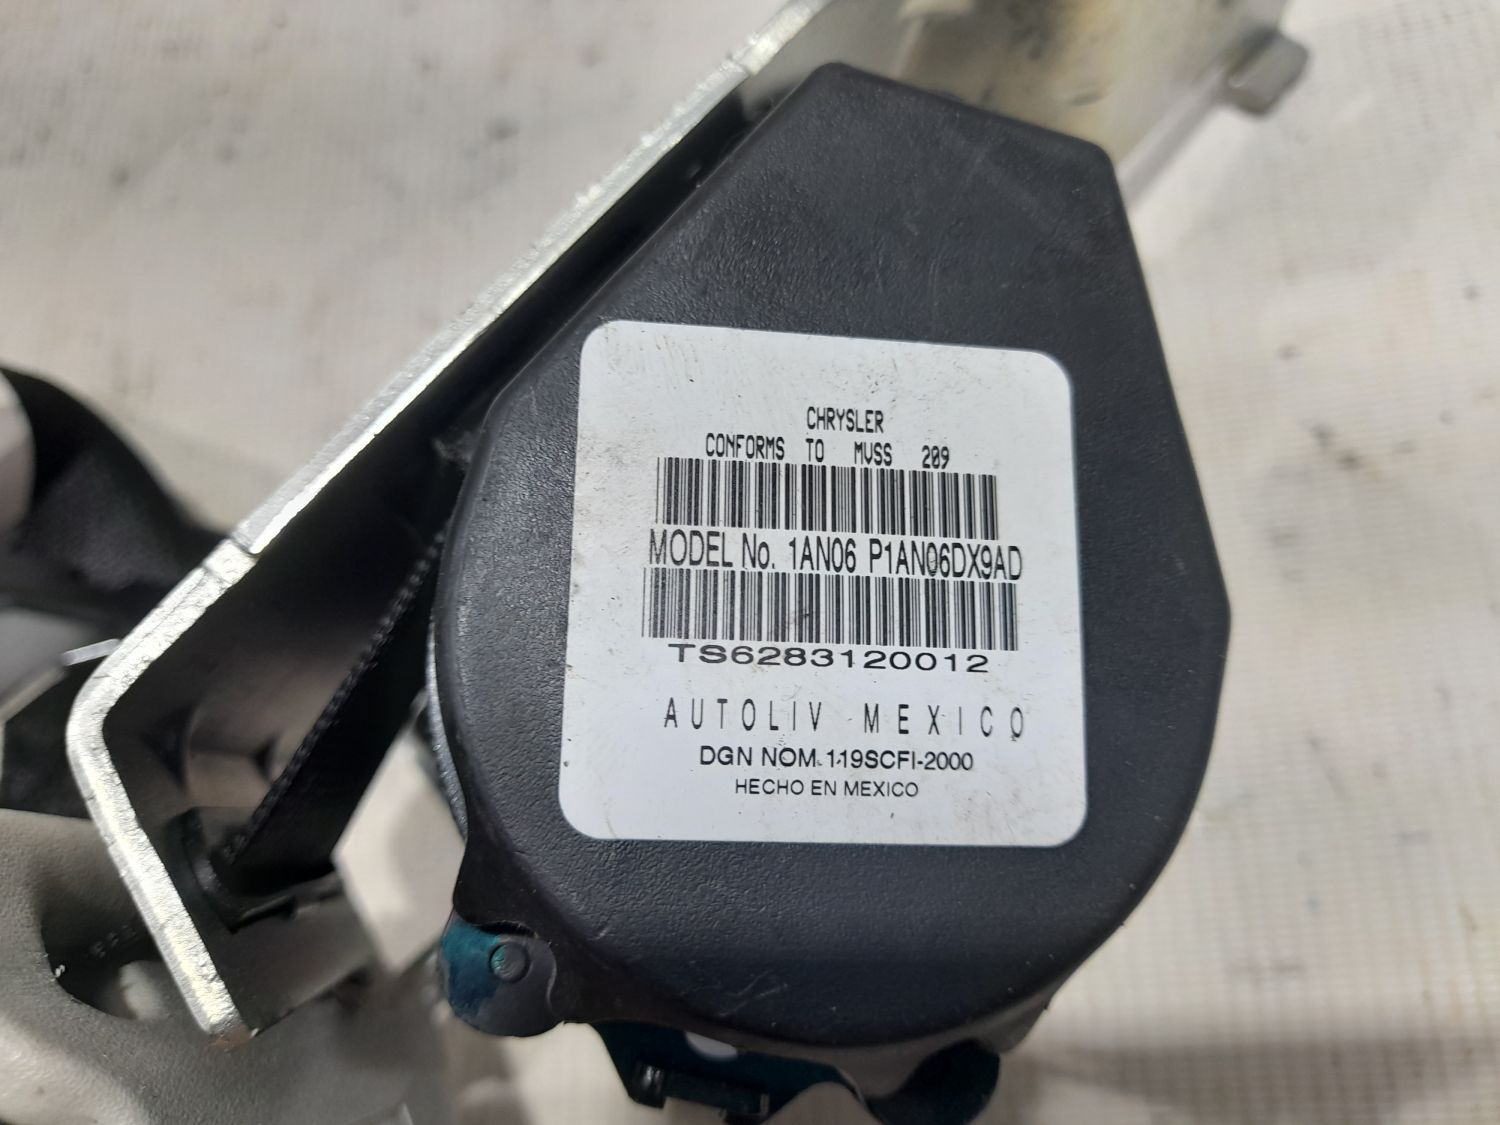 CHRYSLER
CONFORMS TO MVSS 209
MODEL No. 1AN06 P1AN06DX9AD
TS6283120012
AUTOLIV MEXICO
DGN NOM.119SCFI-2000
HECHO EN MEXICO